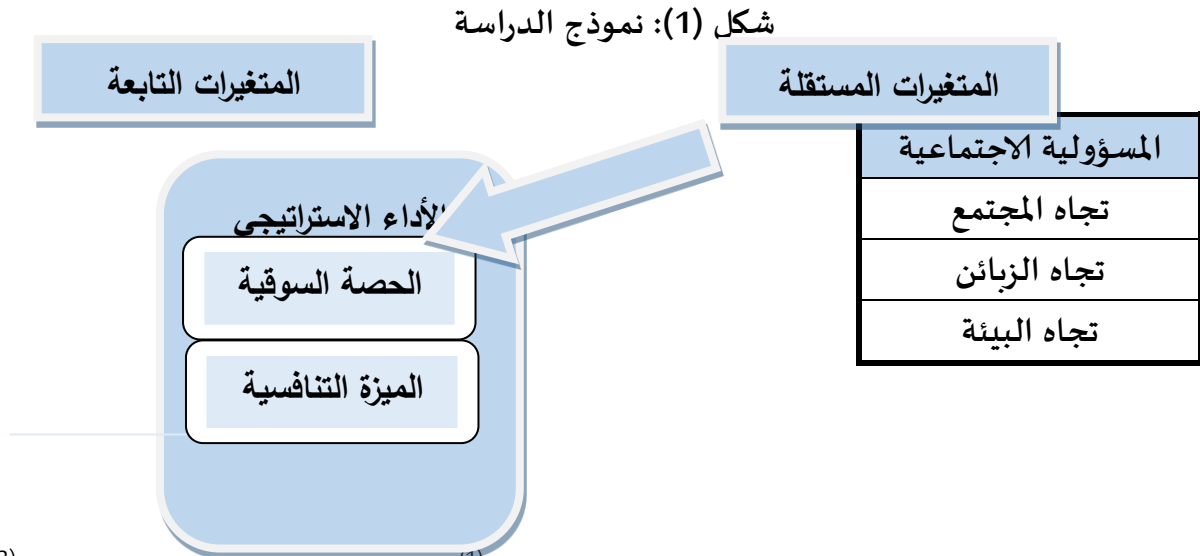 شكل (1): نموذج الدراسة
المتغيرات المستقلة
المتغيرات التابعة
المسؤولية الاجتماعية
تجاه المجتمع
تجاه الزبائن
تجاه البيئة
الأداء الاستراتيجي
الحصة السوقية
الميزة التنافسية